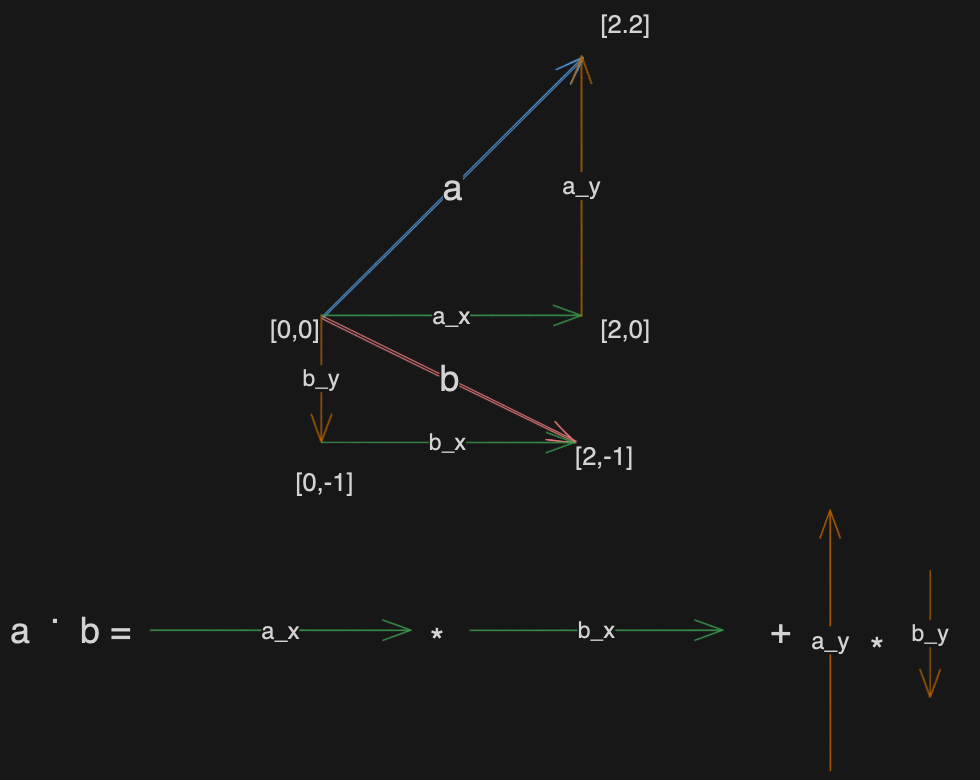 [2.2]
a
a_y
[0,0]
a_x
[2,0]
b_y
b
b_x
[2,-1]
[0,-1]
a · b = a_x * b_x + a_y * b_y